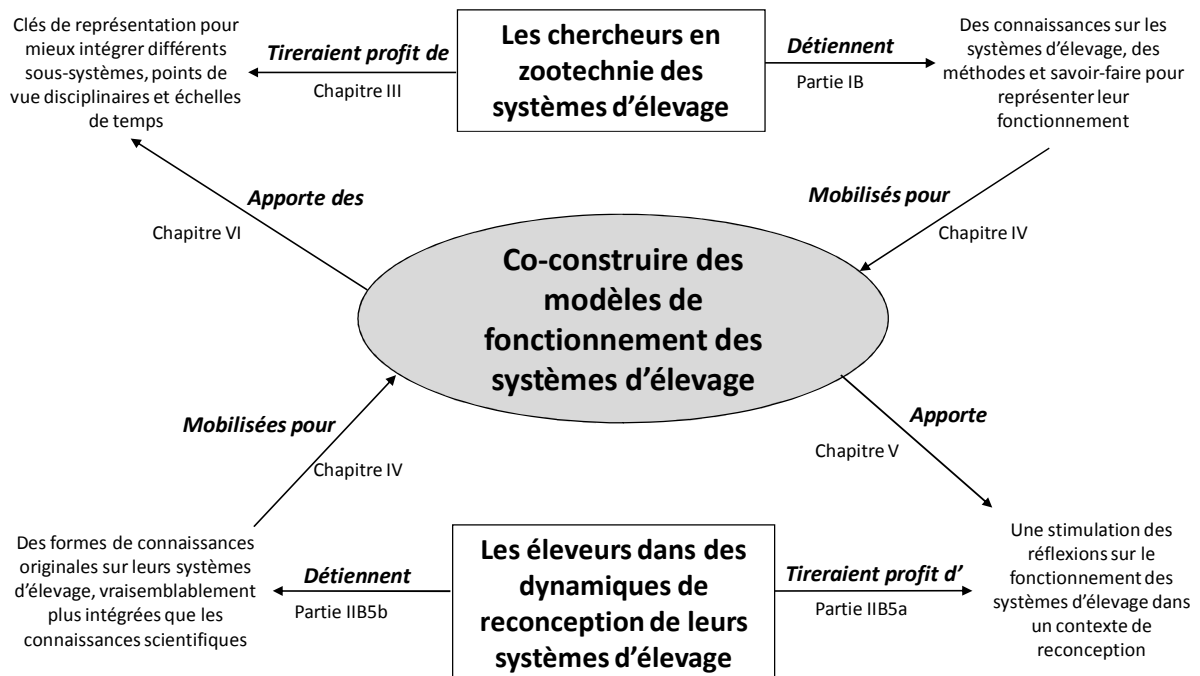 Clés de représentation pour
mieux intégrer différents
sous-systèmes, points de
vue disciplinaires et échelles
de temps
Tireraient profit de
Chapitre III
Les chercheurs en
zootechnie des
systèmes d'élevage
Détiennent
Partie IB
Des connaissances sur les
systèmes d'élevage, des
méthodes et savoir-faire pour
représenter leur
fonctionnement
Apporte des
Chapitre VI
Mobilisés pour
Chapitre IV
Co-construire des
modèles de
fonctionnement des
systèmes d'élevage
Mobilisées pour
Chapitre IV
Apporte
Chapitre V
Des formes de connaissances
originales sur leurs systèmes
d'élevage, vraisemblablement
plus intégrées que les
connaissances scientifiques
Détiennent
Partie IIB5b
Les éleveurs dans des
dynamiques de
reconception de leurs
systèmes d'élevage
Tireraient profit d'
Partie IIB5a
Une stimulation des
réflexions sur le
fonctionnement des
systèmes d'élevage dans
un contexte de
reconception